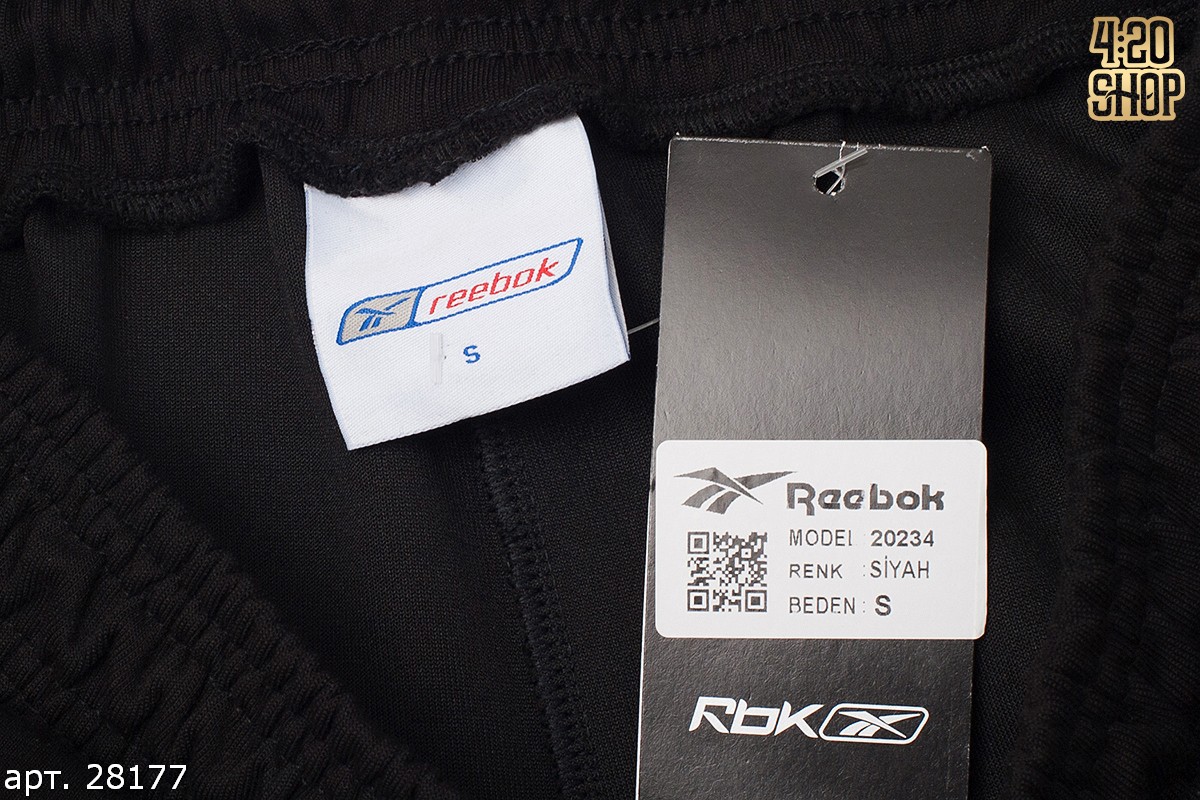 4:20
SHOP
reebok
S
Reebok
MODEL 20234
RENK : SİYAH
BEDEN : S
Rbk
арт. 28177